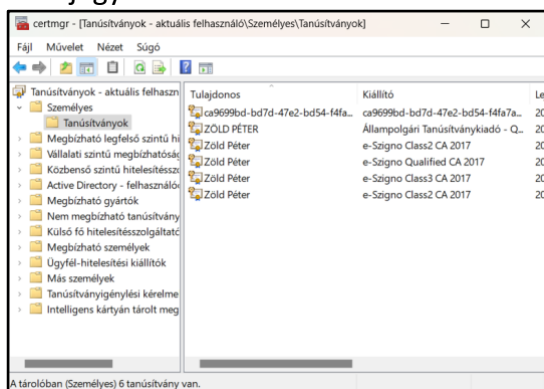 certmgr - [Tanúsítványok - aktuális felhasználó\Személyes\Tanúsítványok]
Fájl Művelet Nézet Súgó
Tanúsítványok - aktuális felhaszn
Személyes
Tanúsítványok
Megbízható legfelső szintű hi
Vállalati szintű megbízhatósá
Közbenső szintű hitelesítéssz
Active Directory - felhasználó
Megbízható gyártók
Nem megbízható tanúsítvány
Külső fő hitelesítésszolgáltató
Megbízható személyek
Ügyfél-hitelesítési kiállítók
Más személyek
Tanúsítványigénylési kérelme
Intelligens kártyán tárolt meg
Tulajdonos Kiállító Le
ca9699bd-bd7d-47e2-bd54-f4fa... ca9699bd-bd7d-47e2-bd54-f4fa7a... 20
ZÖLD PÉTER Állampolgári Tanúsítványkiadó - Q... 20
Zöld Péter e-Szigno Class2 CA 2017 20
Zöld Péter e-Szigno Qualified CA 2017 20
Zöld Péter e-Szigno Class3 CA 2017 20
Zöld Péter e-Szigno Class2 CA 2017 20
A tárolóban (Személyes) 6 tanúsítvány van.